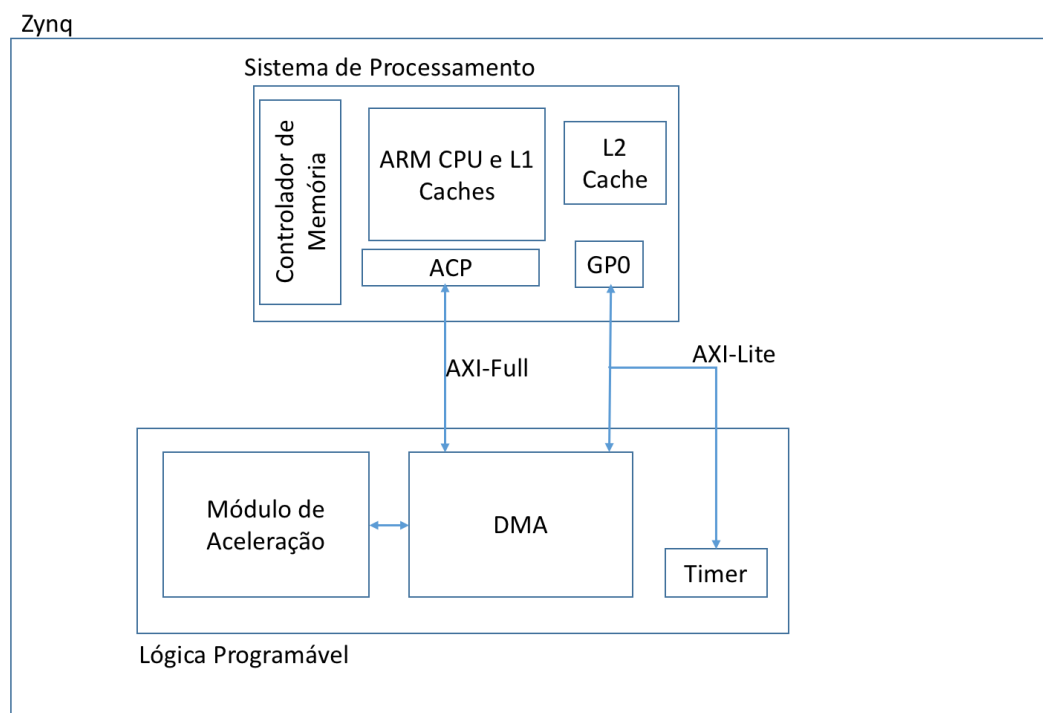 Zynq
Sistema de Processamento
Controlador de
Memória
ARM CPU e L1
Caches
L2
Cache
ACP
GP0
AXI-Full
AXI-Lite
Módulo de
Aceleração
DMA
Timer
Lógica Programável